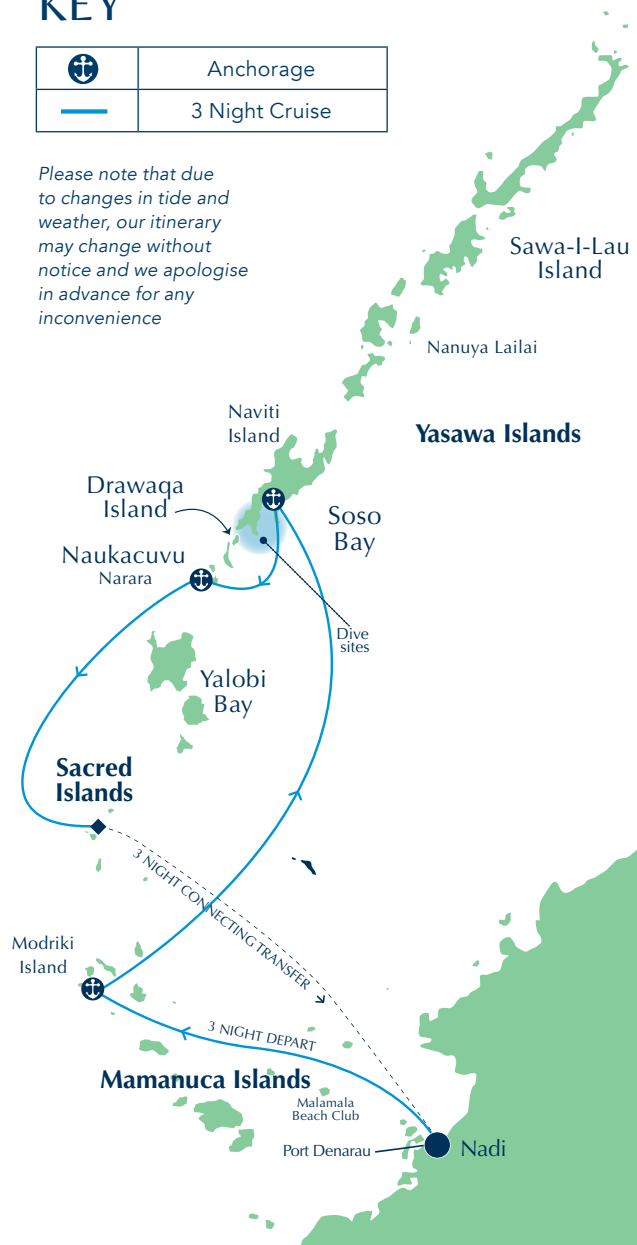 KEY
Anchorage
3 Night Cruise
Please note that due
to changes in tide and
weather, our itinerary
may change without
notice and we apologise
in advance for any
inconvenience
Sawa-I-Lau
Island
Nanuya Lailai
Naviti
Island
Yasawa Islands
Drawaqa
Island
Soso
Bay
Naukacuvu
Narara
Dive
sites
Yalobi
Bay
Sacred
Islands
3 NIGHT CONNECTING TRANSFER
Modriki
Island
3 NIGHT DEPART
Mamanuca Islands
Malamala
Beach Club
Port Denarau
Nadi